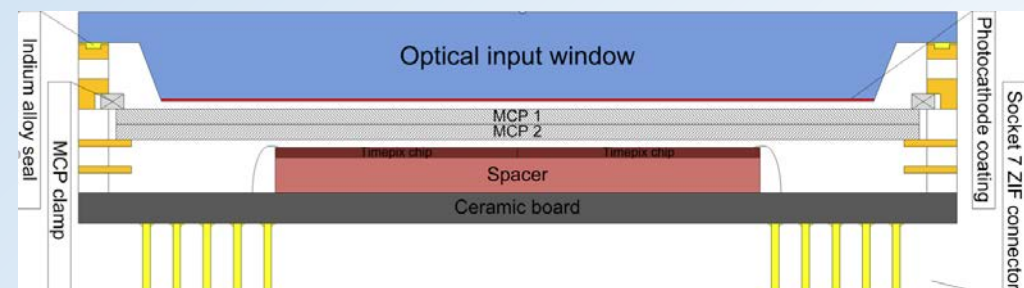 Optical input window
Indium alloy seal
MCP clamp
MCP 1
MCP 2
Timepix chip
Timepix chip
Spacer
Ceramic board
Photocathode coating
Socket 7 ZIF connector